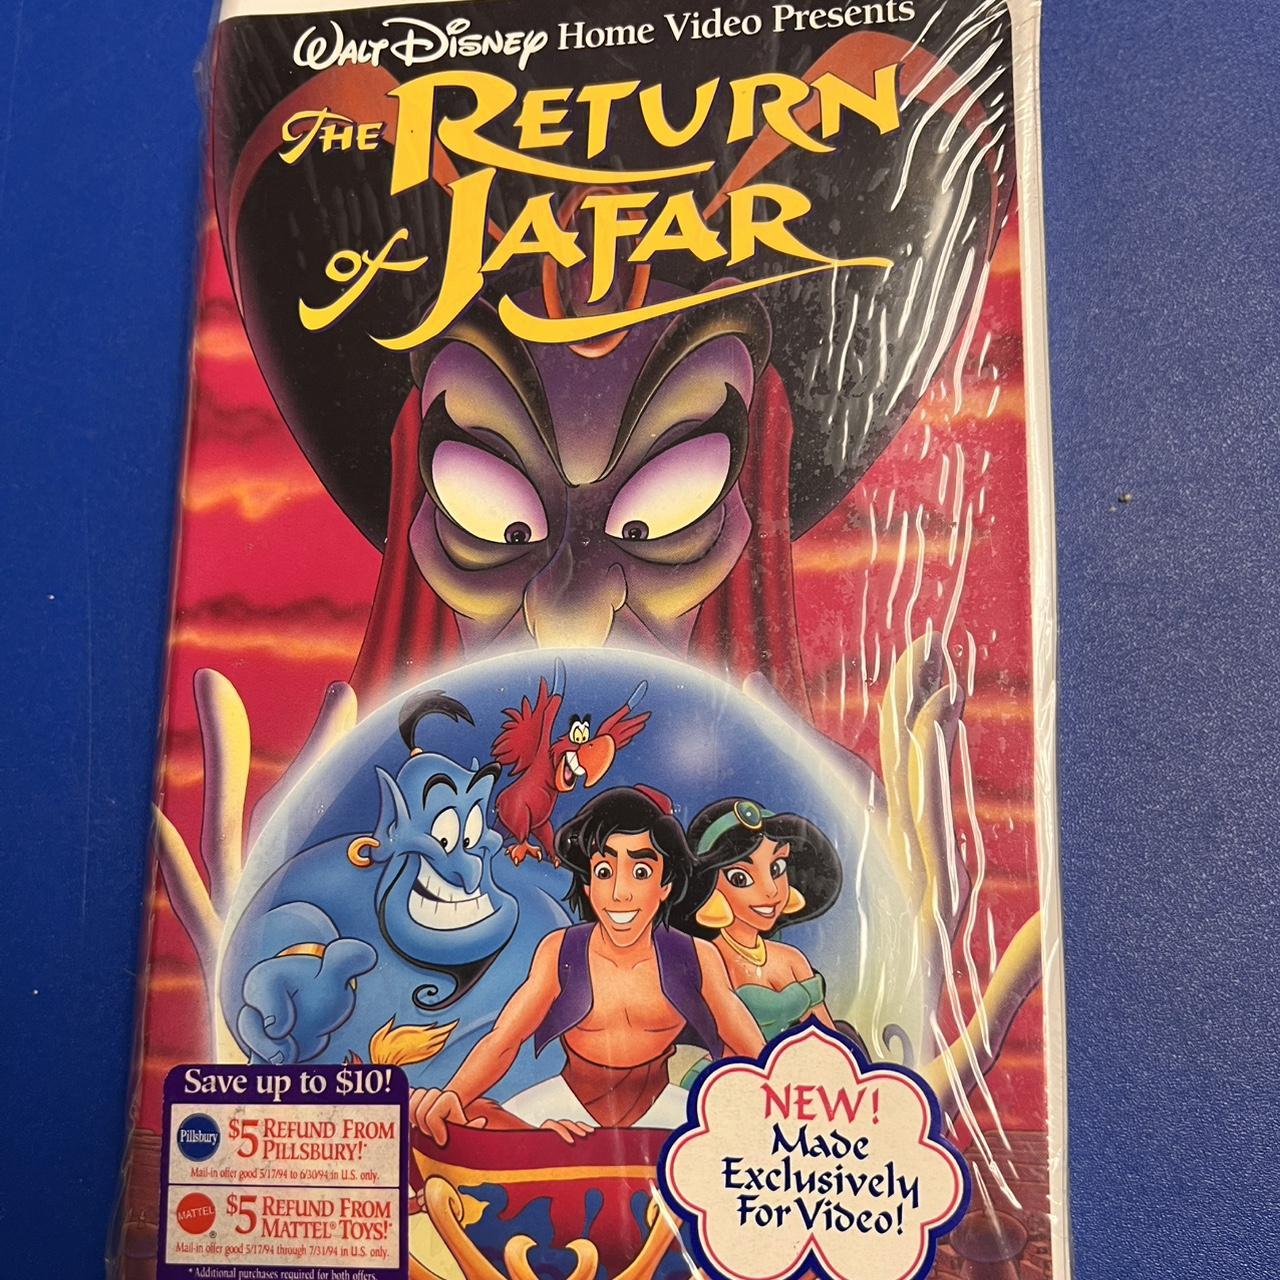 WALT DISNEY Home Video Presents
THE RETURN
OF JAFAR
Save up to $10!
Pillsbury
$5 REFUND FROM
PILLSBURY!*
Mail-in offer good 5/17/94 to 6/30/94 in U.S. only.
MATTEL
®
$5 REFUND FROM
MATTEL® TOYS!*
Mail-in offer good 5/17/94 through 7/31/94 in U.S. only.
*Additional purchases required for both offers.
NEW!
Made
Exclusively
For Video!